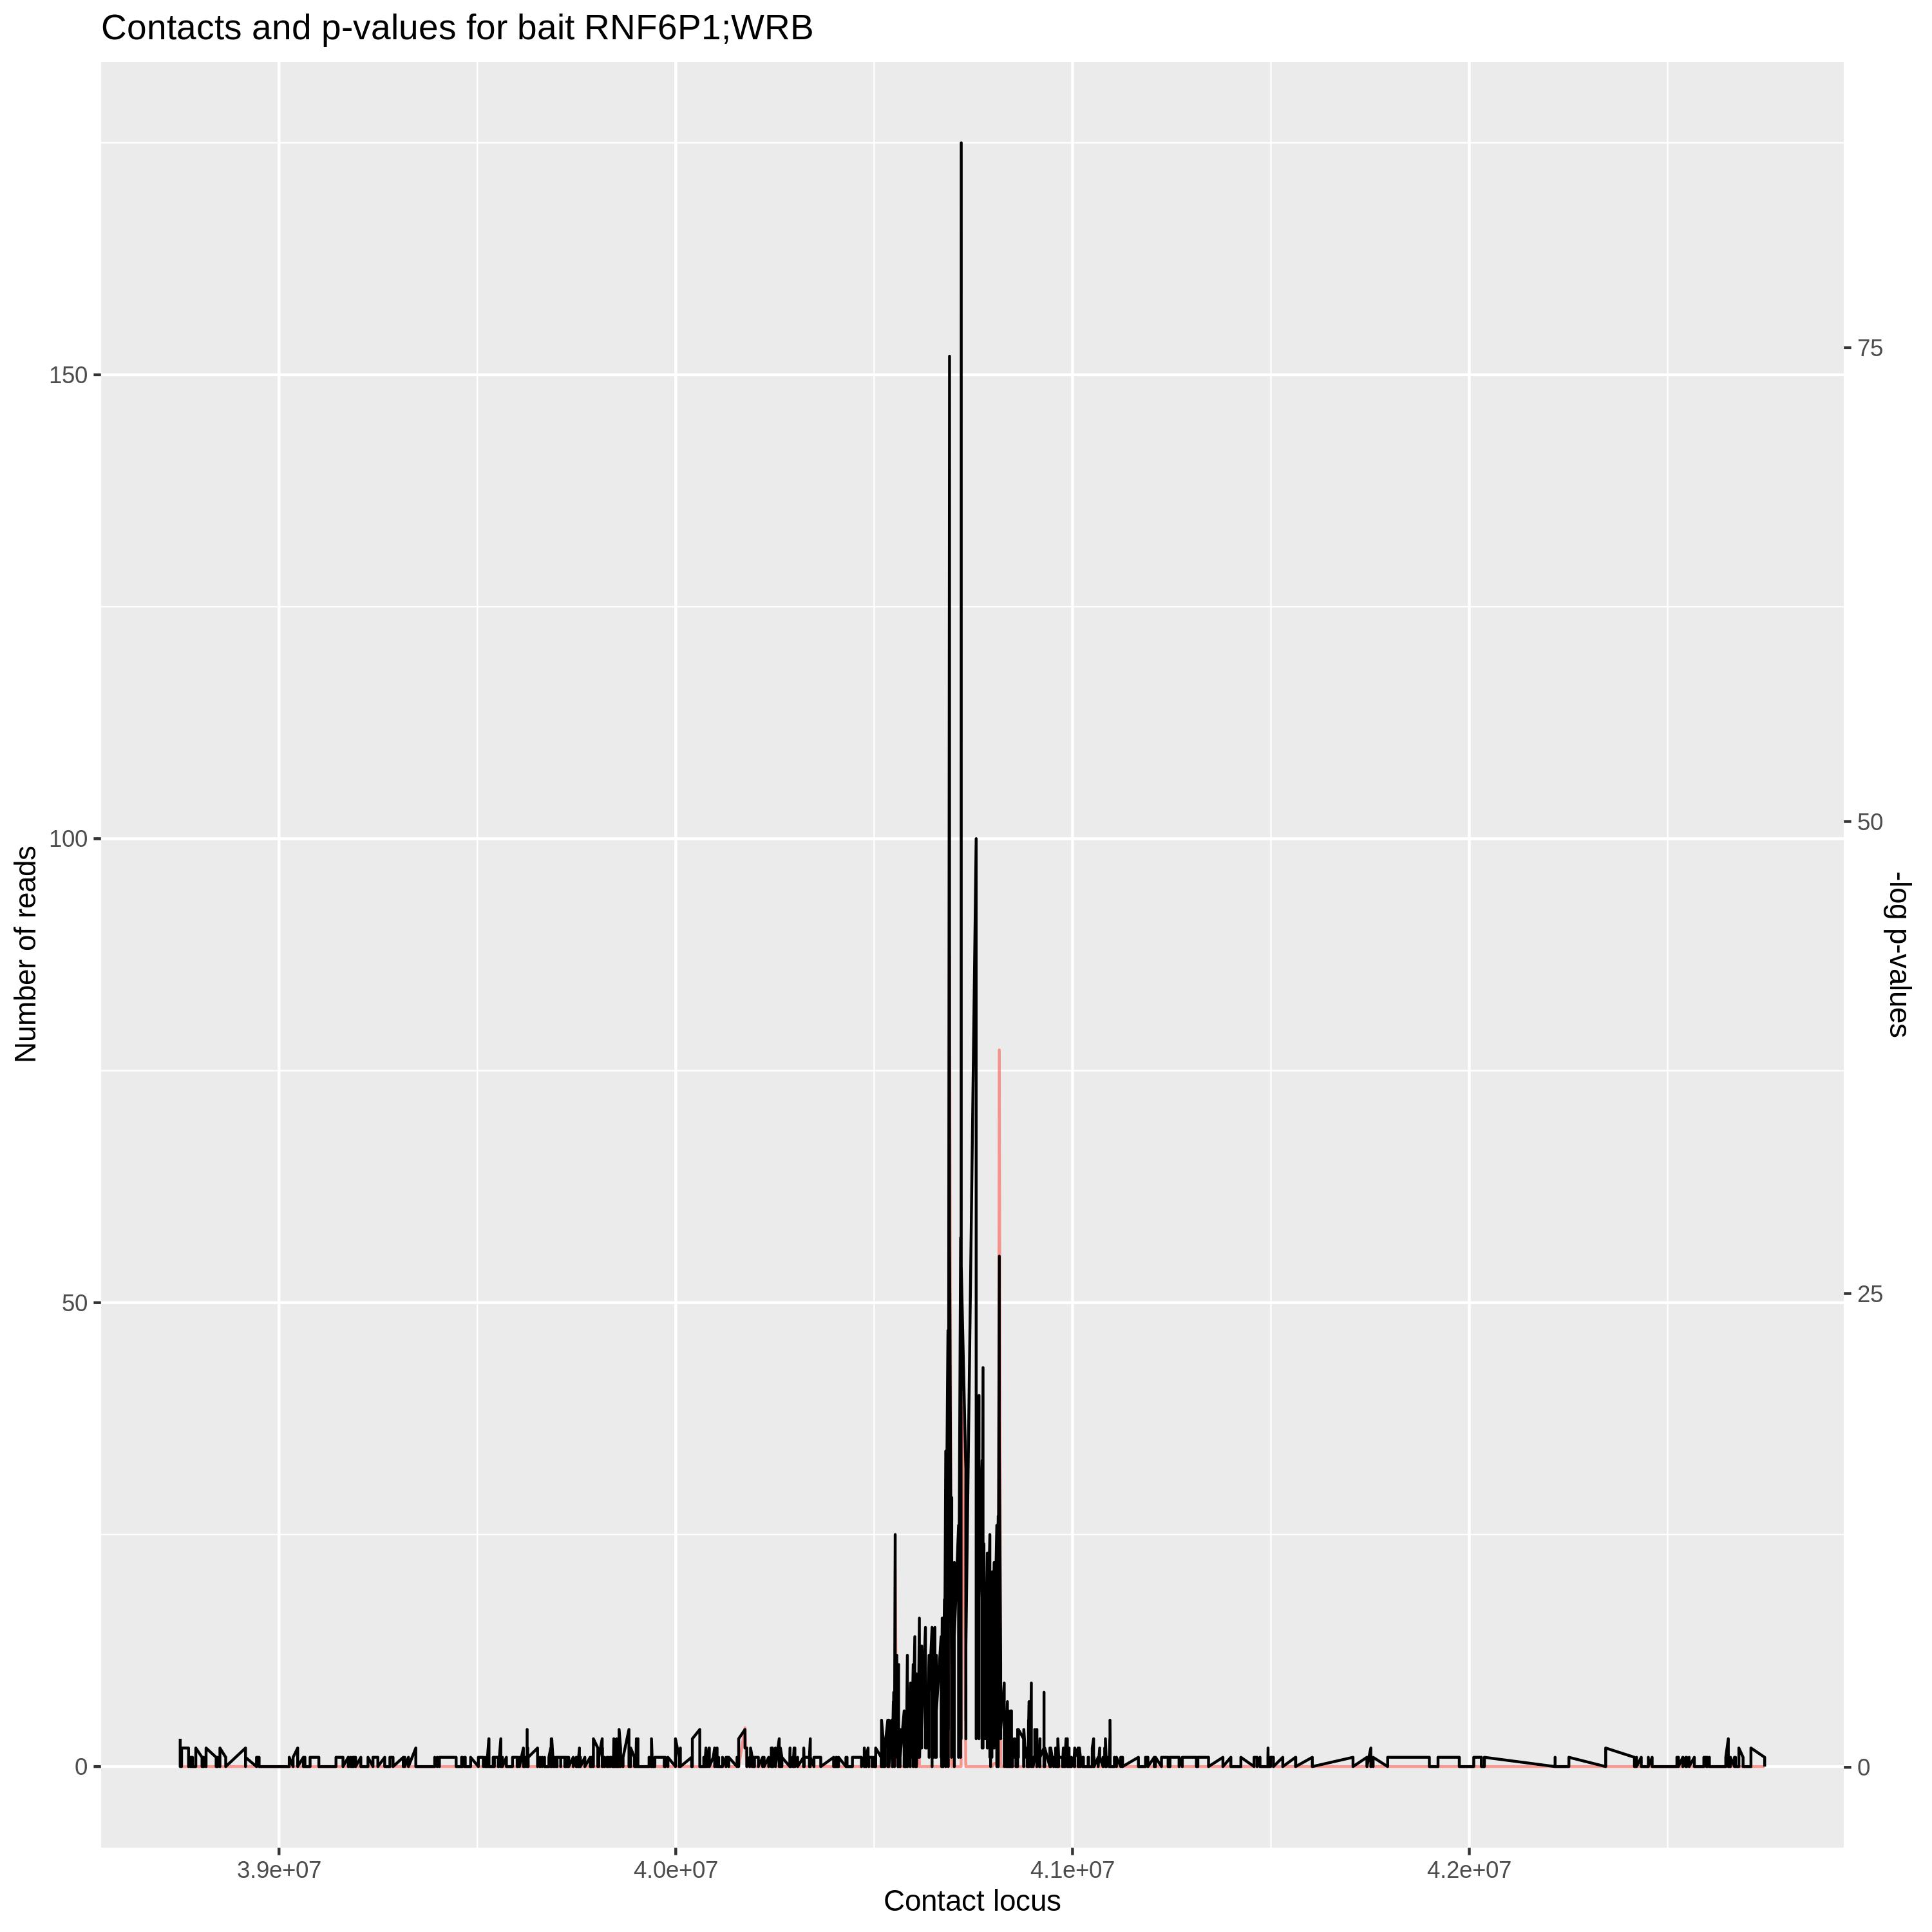 Contacts and p-values for bait RNF6P1;WRB
Number of reads
150
100
50
0
75
50
25
0
-log p-values
3.9e+07
4.0e+07
4.1e+07
4.2e+07
Contact locus